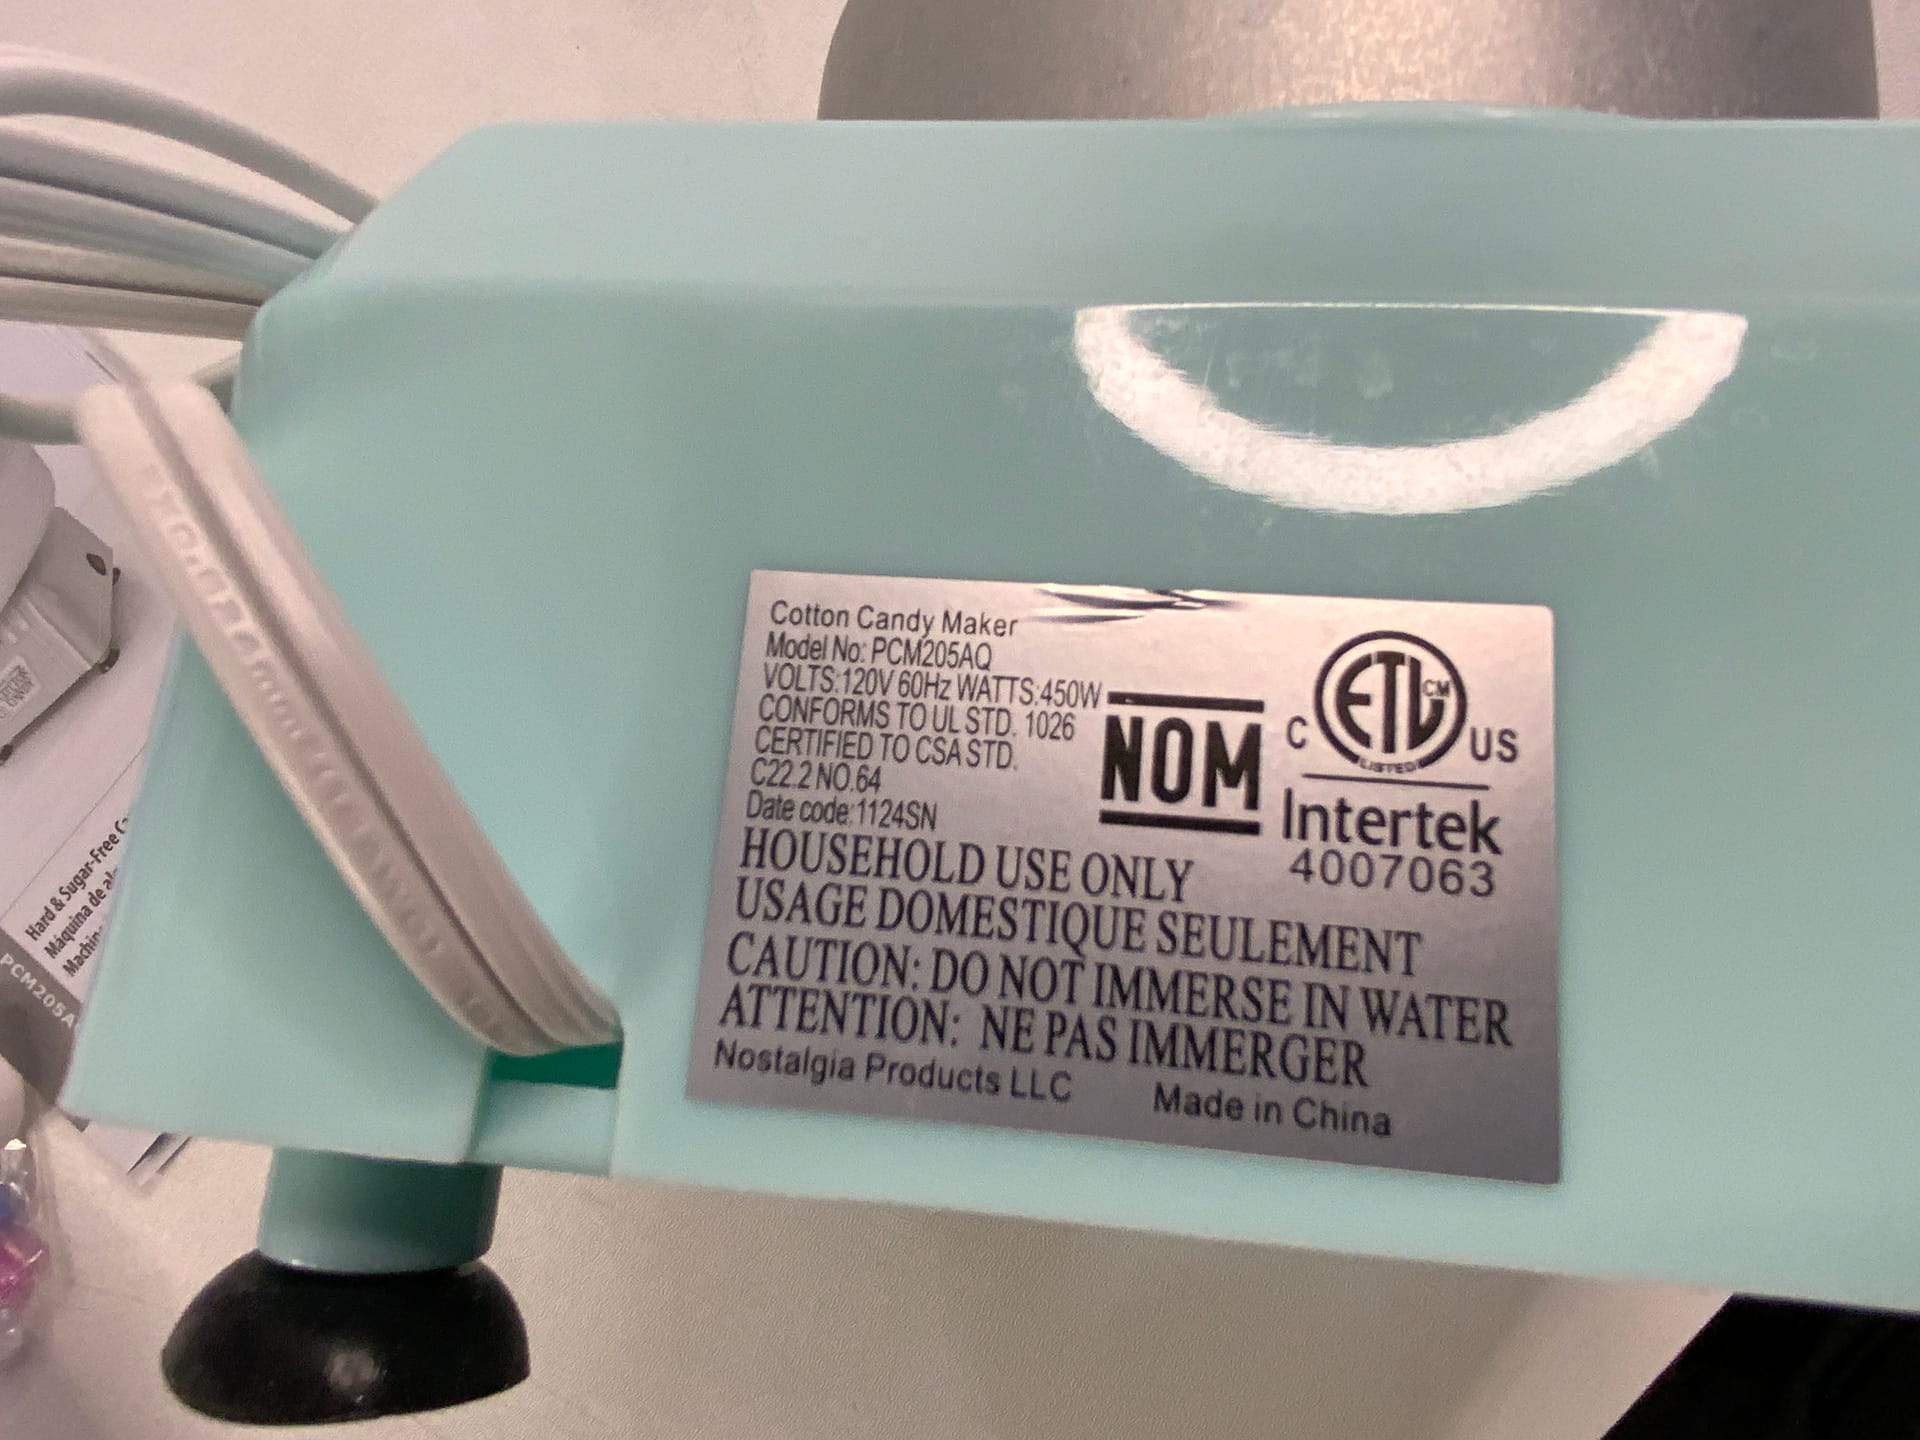 Cotton Candy Maker
Model No: PCM205AQ
VOLTS:120V 60Hz WATTS:450W
CONFORMS TO UL STD. 1026
CERTIFIED TO CSA STD.
C22.2 NO.64
Date code:1124SN
NOM
C ETL CM US
LISTED
Intertek
4007063
HOUSEHOLD USE ONLY
USAGE DOMESTIQUE SEULEMENT
CAUTION: DO NOT IMMERSE IN WATER
ATTENTION: NE PAS IMMERGER
Nostalgia Products LLC Made in China
Hard & Sugar-Free
Máquina de
PCM205A